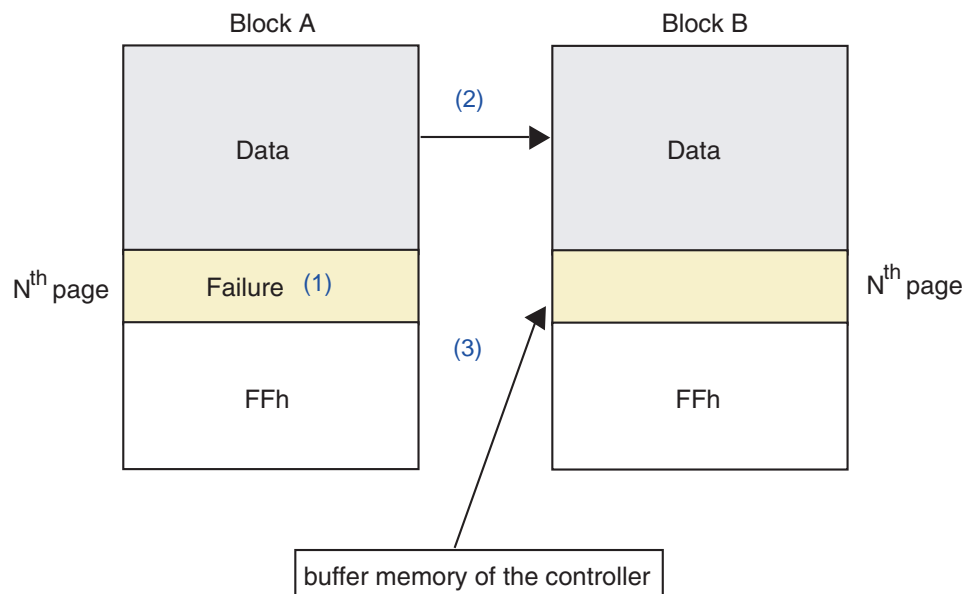 Block A
Block B
(2)
Data
Data
Nth page
Failure (1)
Nth page
(3)
FFh
FFh
buffer memory of the controller